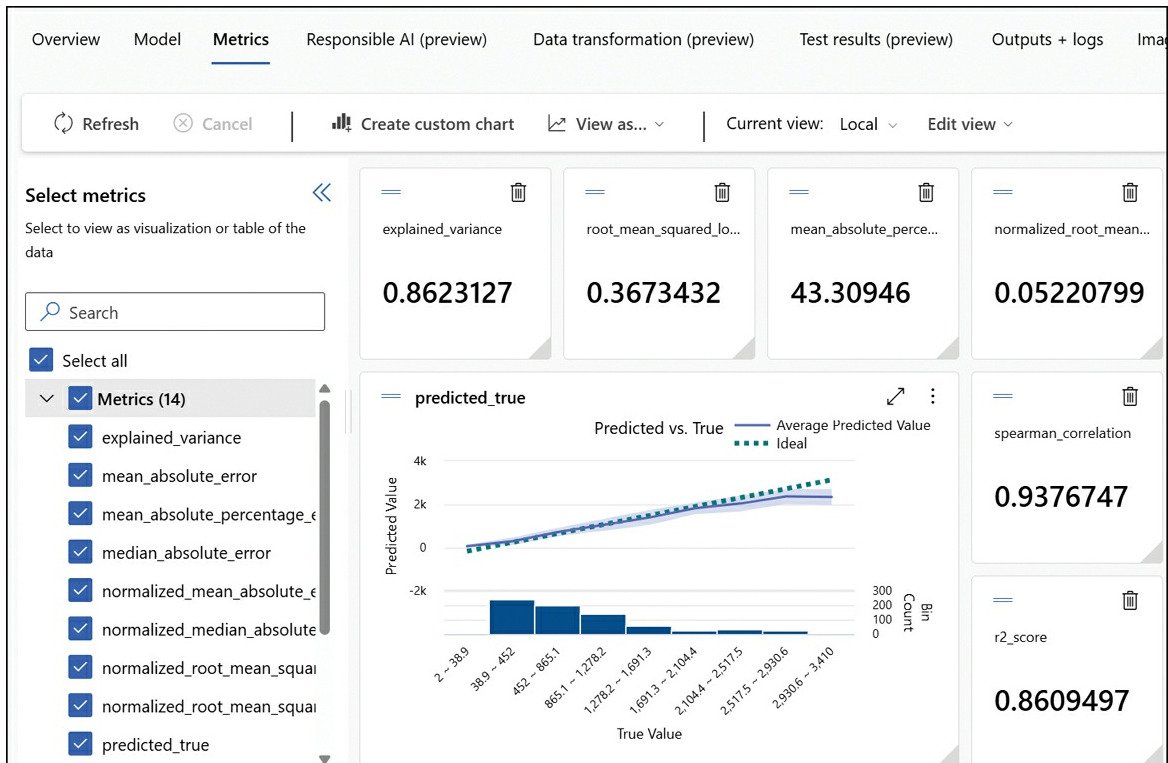 Overview Model Metrics Responsible AI (preview) Data transformation (preview) Test results (preview) Outputs + logs Imag
Refresh Cancel Create custom chart View as... Current view: Local Edit view
Select metrics
Select to view as visualization or table of the
data
Search
Select all
Metrics (14)
explained_variance
mean_absolute_error
mean_absolute_percentage_e
median_absolute_error
normalized_mean_absolute_e
normalized_median_absolute
normalized_root_mean_squar
normalized_root_mean_squar
predicted_true
explained_variance
0.8623127
root_mean_squared_lo...
0.3673432
mean_absolute_perce...
43.30946
normalized_root_mean...
0.05220799
predicted_true
Predicted vs. True
Average Predicted Value
Ideal
Predicted Value
4k
2k
0
-2k
300
200
100
0
Bin
Count
2 ~ 38.9
38.9 ~ 452
452 ~ 865.1
865.1 ~ 1,278.2
1,278.2 ~ 1,691.3
1,691.3 ~ 2,104.4
2,104.4 ~ 2,517.5
2,517.5 ~ 2,930.6
2,930.6 ~ 3,410
True Value
spearman_correlation
0.9376747
r2_score
0.8609497